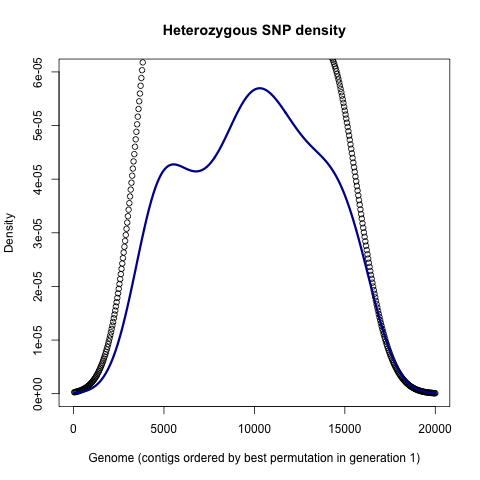 Heterozygous SNP density
6e-05
5e-05
4e-05
3e-05
2e-05
1e-05
0e+00
Density
0 5000 10000 15000 20000
Genome (contigs ordered by best permutation in generation 1)